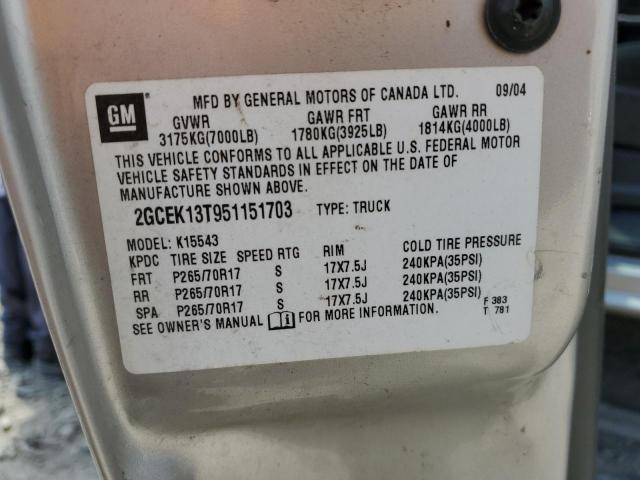 GM
MFD BY GENERAL MOTORS OF CANADA LTD. 09/04
GVWR GAWR FRT GAWR RR
3175KG(7000LB) 1780KG(3925LB) 1814KG(4000LB)
THIS VEHICLE CONFORMS TO ALL APPLICABLE U.S. FEDERAL MOTOR
VEHICLE SAFETY STANDARDS IN EFFECT ON THE DATE OF
MANUFACTURE SHOWN ABOVE.
2GCEK13T951151703 TYPE: TRUCK
MODEL: K15543
KPDC TIRE SIZE SPEED RTG RIM COLD TIRE PRESSURE
FRT P265/70R17 S 17X7.5J 240KPA(35PSI)
RR P265/70R17 S 17X7.5J 240KPA(35PSI)
SPA P265/70R17 S 17X7.5J 240KPA(35PSI)
SEE OWNER'S MANUAL FOR MORE INFORMATION.
F 383
T 781